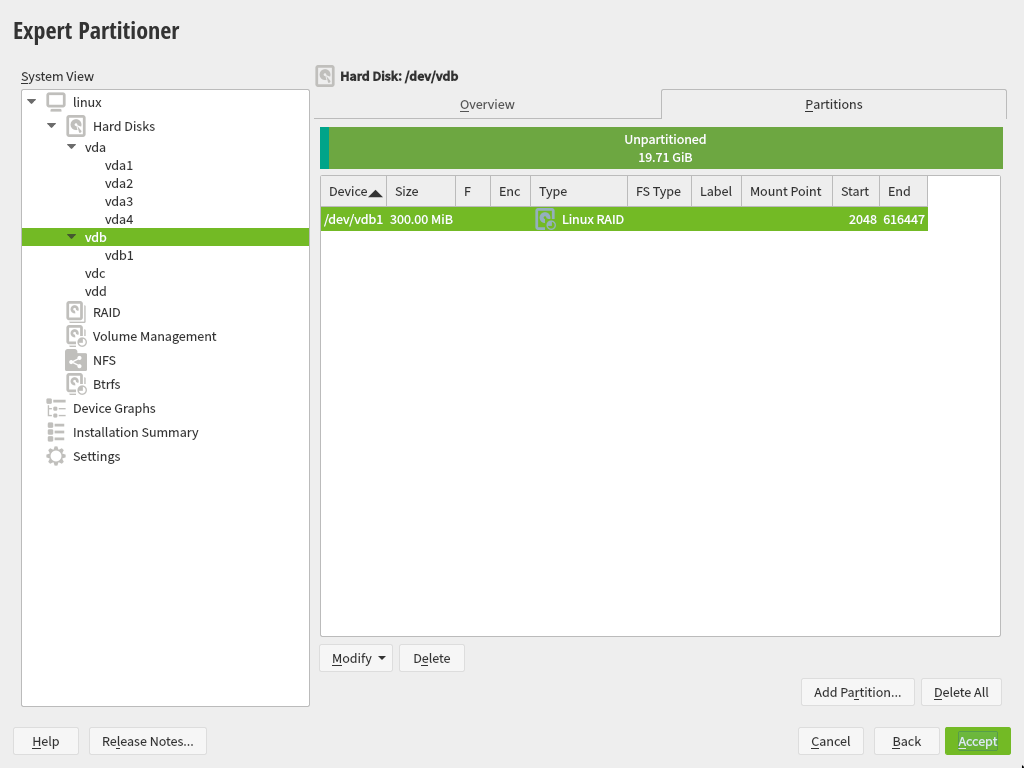 Expert Partitioner
System View
linux
Hard Disks
vda
vda1
vda2
vda3
vda4
vdb
vdb1
vdc
vdd
RAID
Volume Management
NFS
Btrfs
Device Graphs
Installation Summary
Settings
Hard Disk: /dev/vdb
Overview Partitions
Unpartitioned
19.71 GiB
Device Size F Enc Type FS Type Label Mount Point Start End
/dev/vdb1 300.00 MiB Linux RAID 2048 616447
Modify Delete
Add Partition... Delete All
Help Release Notes... Cancel Back Accept